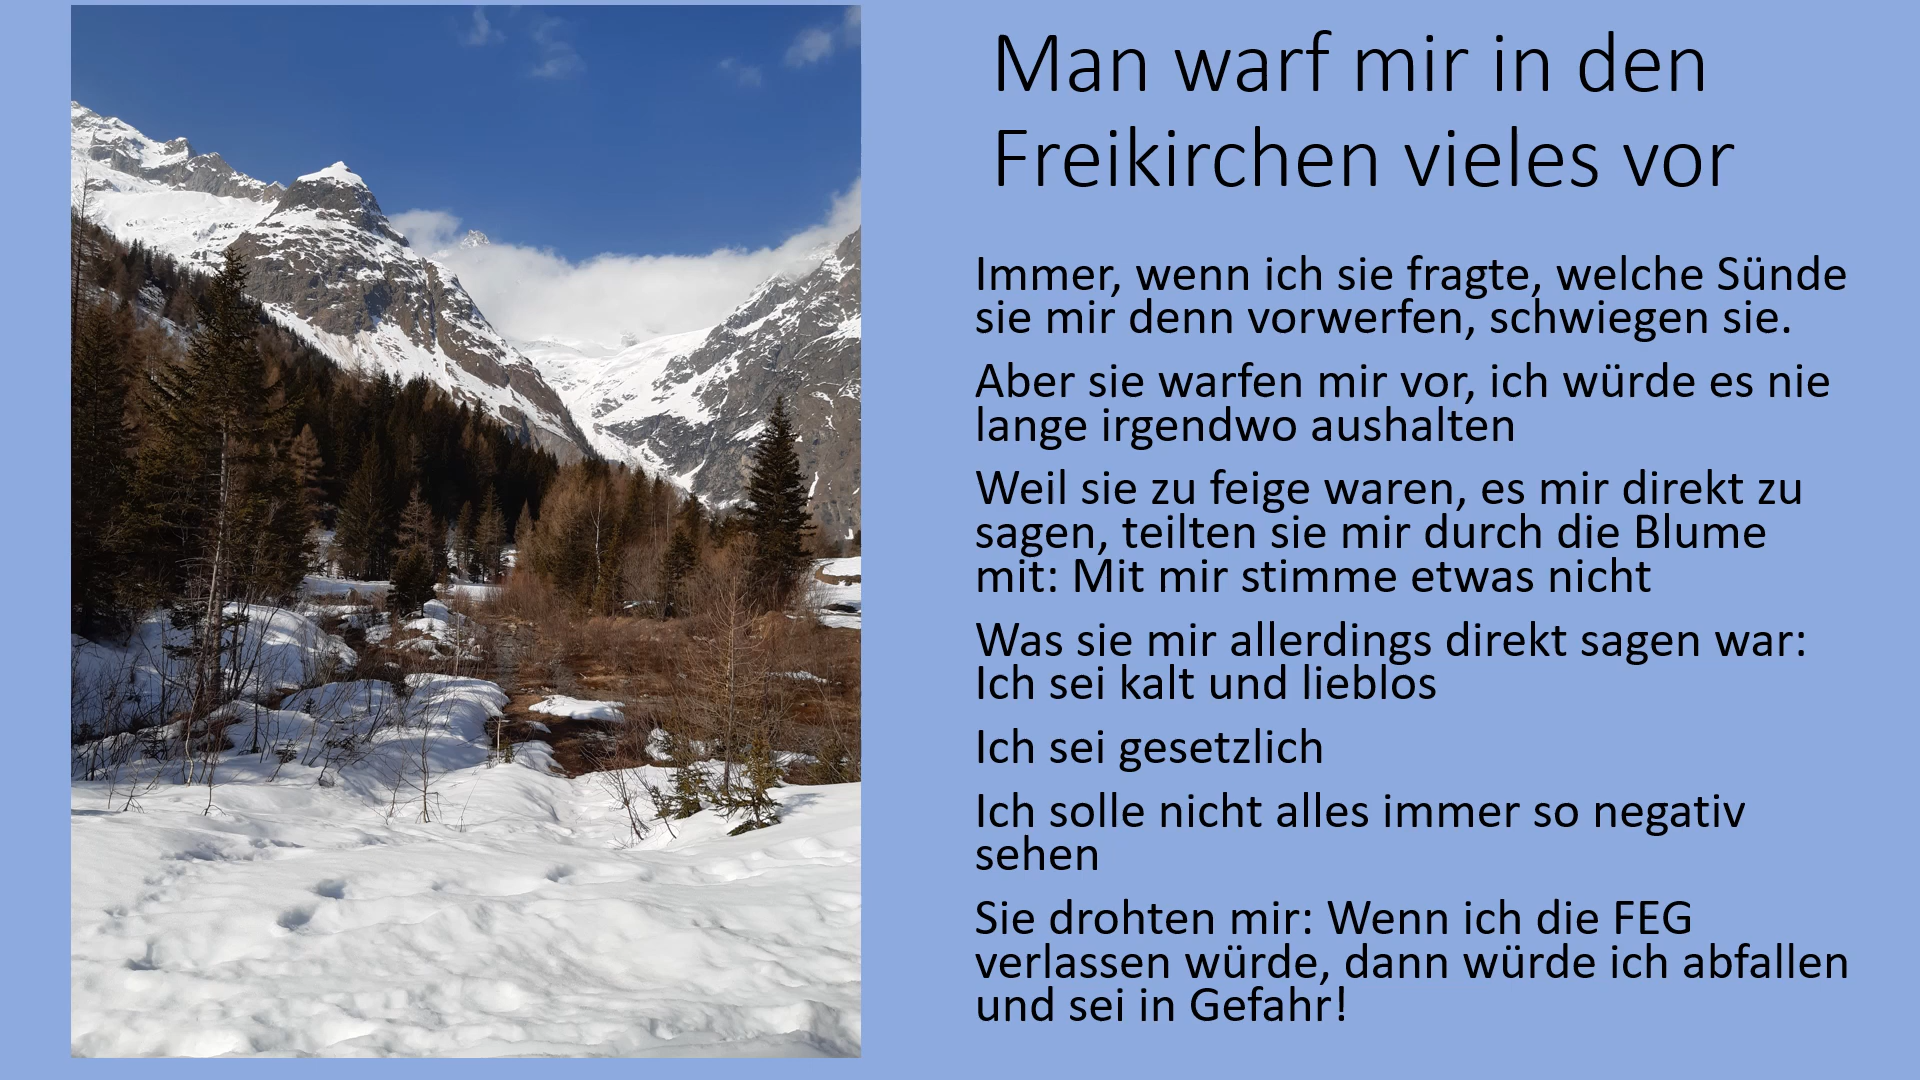 Man warf mir in den
Freikirchen vieles vor
Immer, wenn ich sie fragte, welche Sünde
sie mir denn vorwerfen, schwiegen sie.
Aber sie warfen mir vor, ich würde es nie
lange irgendwo aushalten
Weil sie zu feige waren, es mir direkt zu
sagen, teilten sie mir durch die Blume
mit: Mit mir stimme etwas nicht
Was sie mir allerdings direkt sagen war:
Ich sei kalt und lieblos
Ich sei gesetzlich
Ich solle nicht alles immer so negativ
sehen
Sie drohten mir: Wenn ich die FEG
verlassen würde, dann würde ich abfallen
und sei in Gefahr!